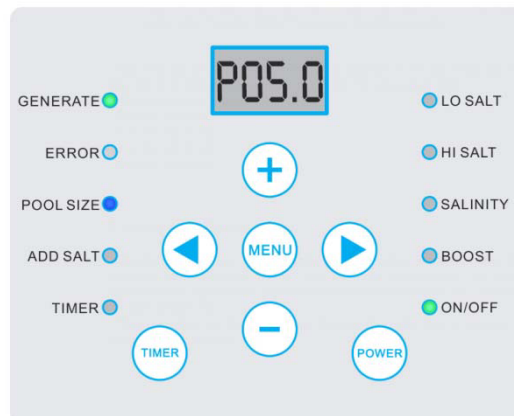 P05.0
GENERATE
ERROR
POOL SIZE
ADD SALT
TIMER
LO SALT
HI SALT
SALINITY
BOOST
ON/OFF
+
MENU
-
TIMER
POWER